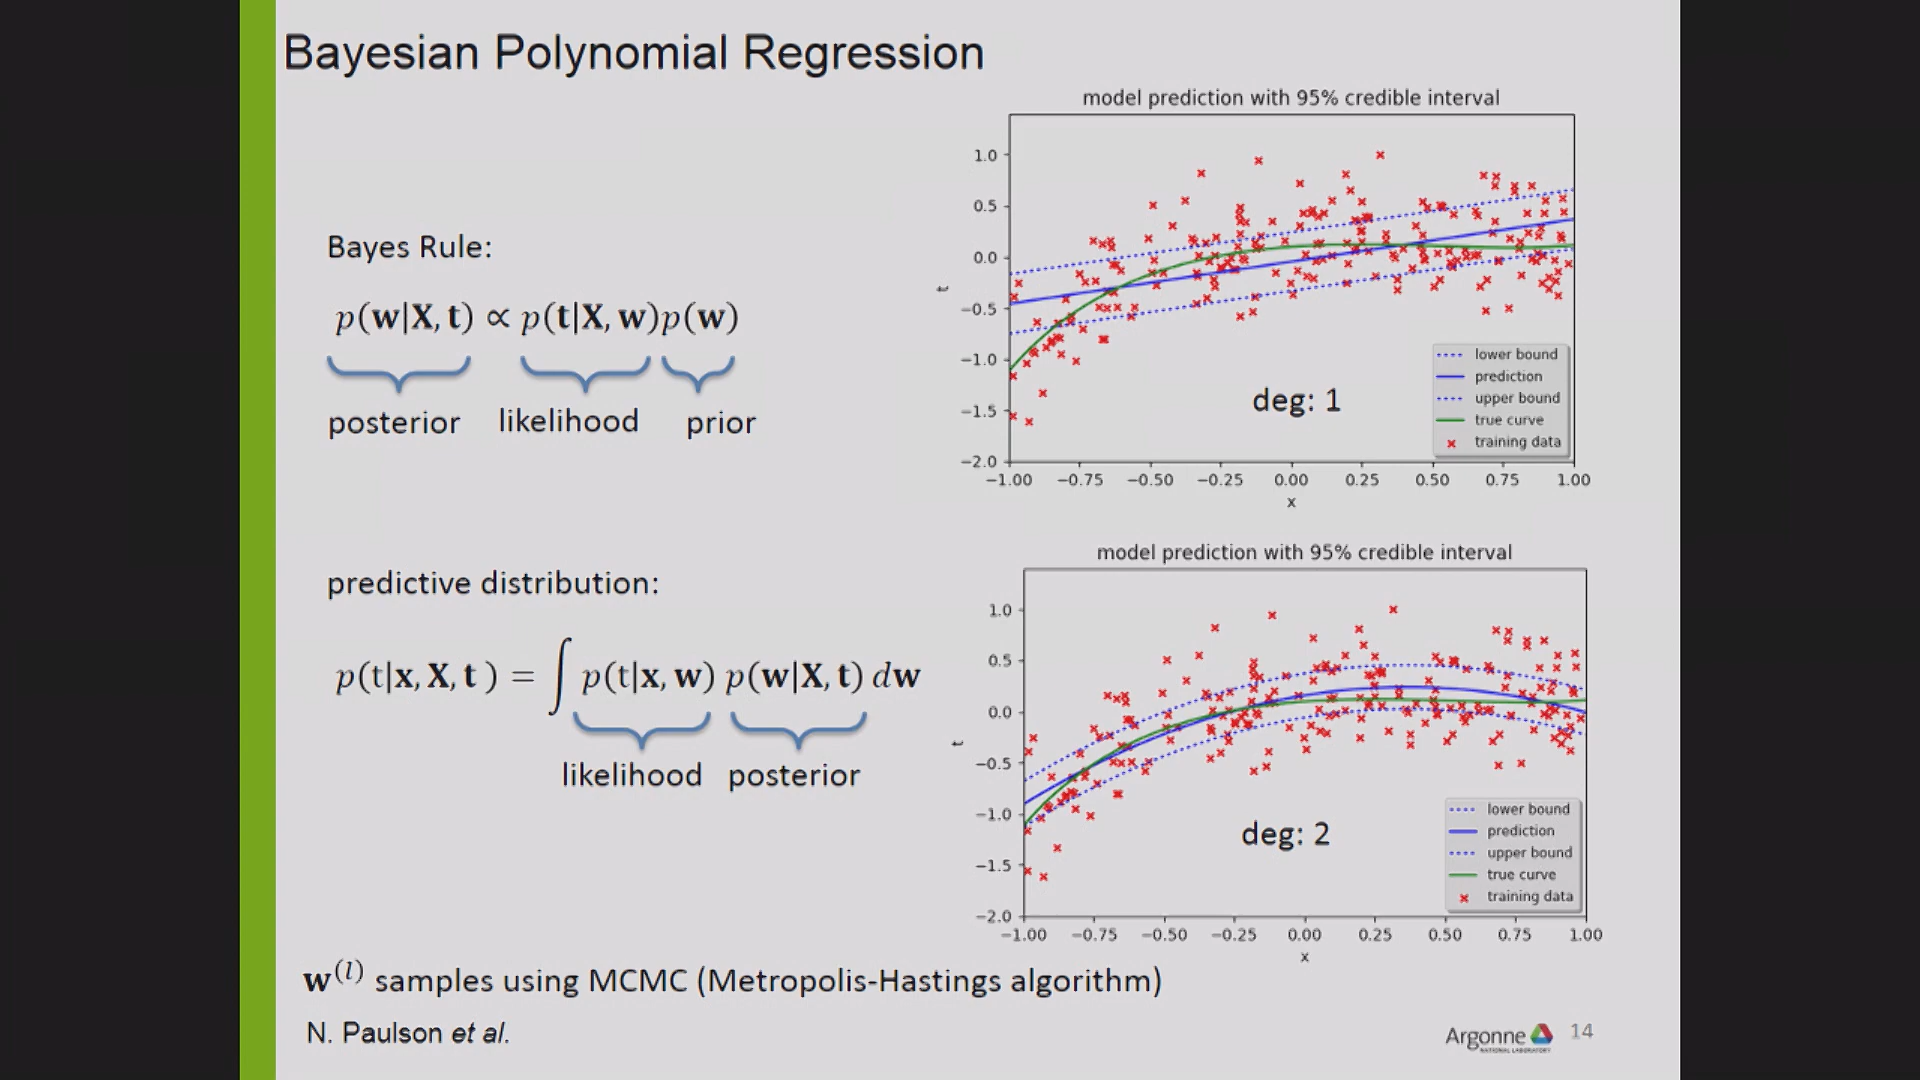 Bayesian Polynomial Regression
Bayes Rule:
p(w|X, t) ∝ p(t|X, w)p(w)
posterior likelihood prior
predictive distribution:
p(t|x, X, t ) = ∫ p(t|x, w) p(w|X, t) dw
likelihood posterior
w(l) samples using MCMC (Metropolis-Hastings algorithm)
N. Paulson et al.
model prediction with 95% credible interval
1.0
0.5
0.0
−0.5
−1.0
−1.5
−2.0
t
deg: 1
lower bound
prediction
upper bound
true curve
training data
−1.00 −0.75 −0.50 −0.25 0.00 0.25 0.50 0.75 1.00
x
model prediction with 95% credible interval
1.0
0.5
0.0
−0.5
−1.0
−1.5
−2.0
t
deg: 2
lower bound
prediction
upper bound
true curve
training data
−1.00 −0.75 −0.50 −0.25 0.00 0.25 0.50 0.75 1.00
x
Argonne
NATIONAL LABORATORY
14